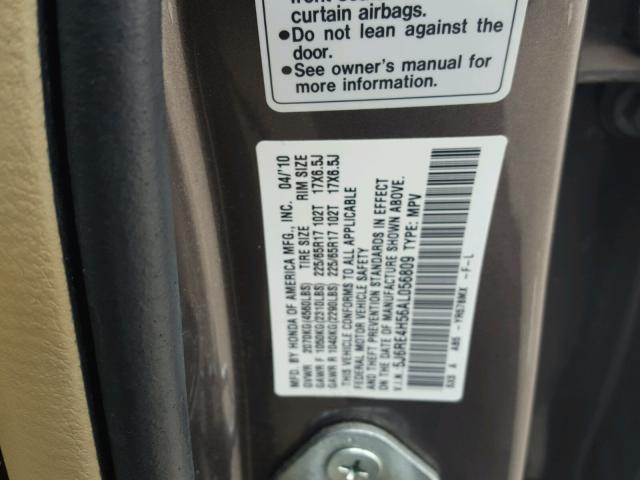 curtain airbags.
•Do not lean against the
door.
•See owner's manual for
more information.
MFD. BY HONDA OF AMERICA MFG., INC. 04/'10
GVWR 2070KG(4560LBS) TIRE SIZE RIM SIZE
GAWR F 1050KG(2310LBS) 225/65R17 102T 17X6.5J
GAWR R 1040KG(2290LBS) 225/65R17 102T 17X6.5J
THIS VEHICLE CONFORMS TO ALL APPLICABLE
FEDERAL MOTOR VEHICLE SAFETY
AND THEFT PREVENTION STANDARDS IN EFFECT
ON THE DATE OF MANUFACTURE SHOWN ABOVE.
V.I.N.: 5J6RE4H56AL056809 TYPE: MPV
SXS A ABS -YR578MX -F-L